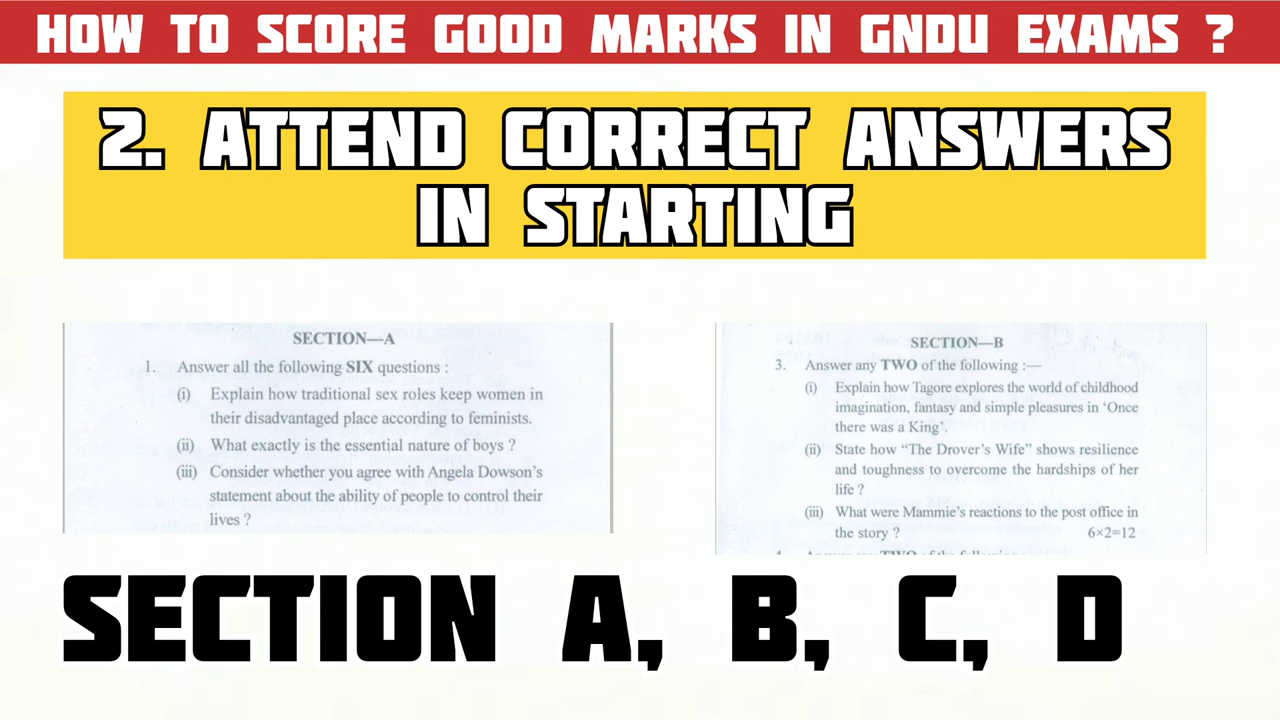 HOW TO SCORE GOOD MARKS IN GNDU EXAMS ?
2. ATTEND CORRECT ANSWERS
IN STARTING
SECTION—A
1. Answer all the following SIX questions :
(i) Explain how traditional sex roles keep women in
their disadvantaged place according to feminists.
(ii) What exactly is the essential nature of boys ?
(iii) Consider whether you agree with Angela Dowson's
statement about the ability of people to control their
lives ?
SECTION—B
3. Answer any TWO of the following :—
(i) Explain how Tagore explores the world of childhood
imagination, fantasy and simple pleasures in 'Once
there was a King'.
(ii) State how “The Drover's Wife” shows resilience
and toughness to overcome the hardships of her
life ?
(iii) What were Mammie's reactions to the post office in
the story ? 6×2=12
SECTION A, B, C, D